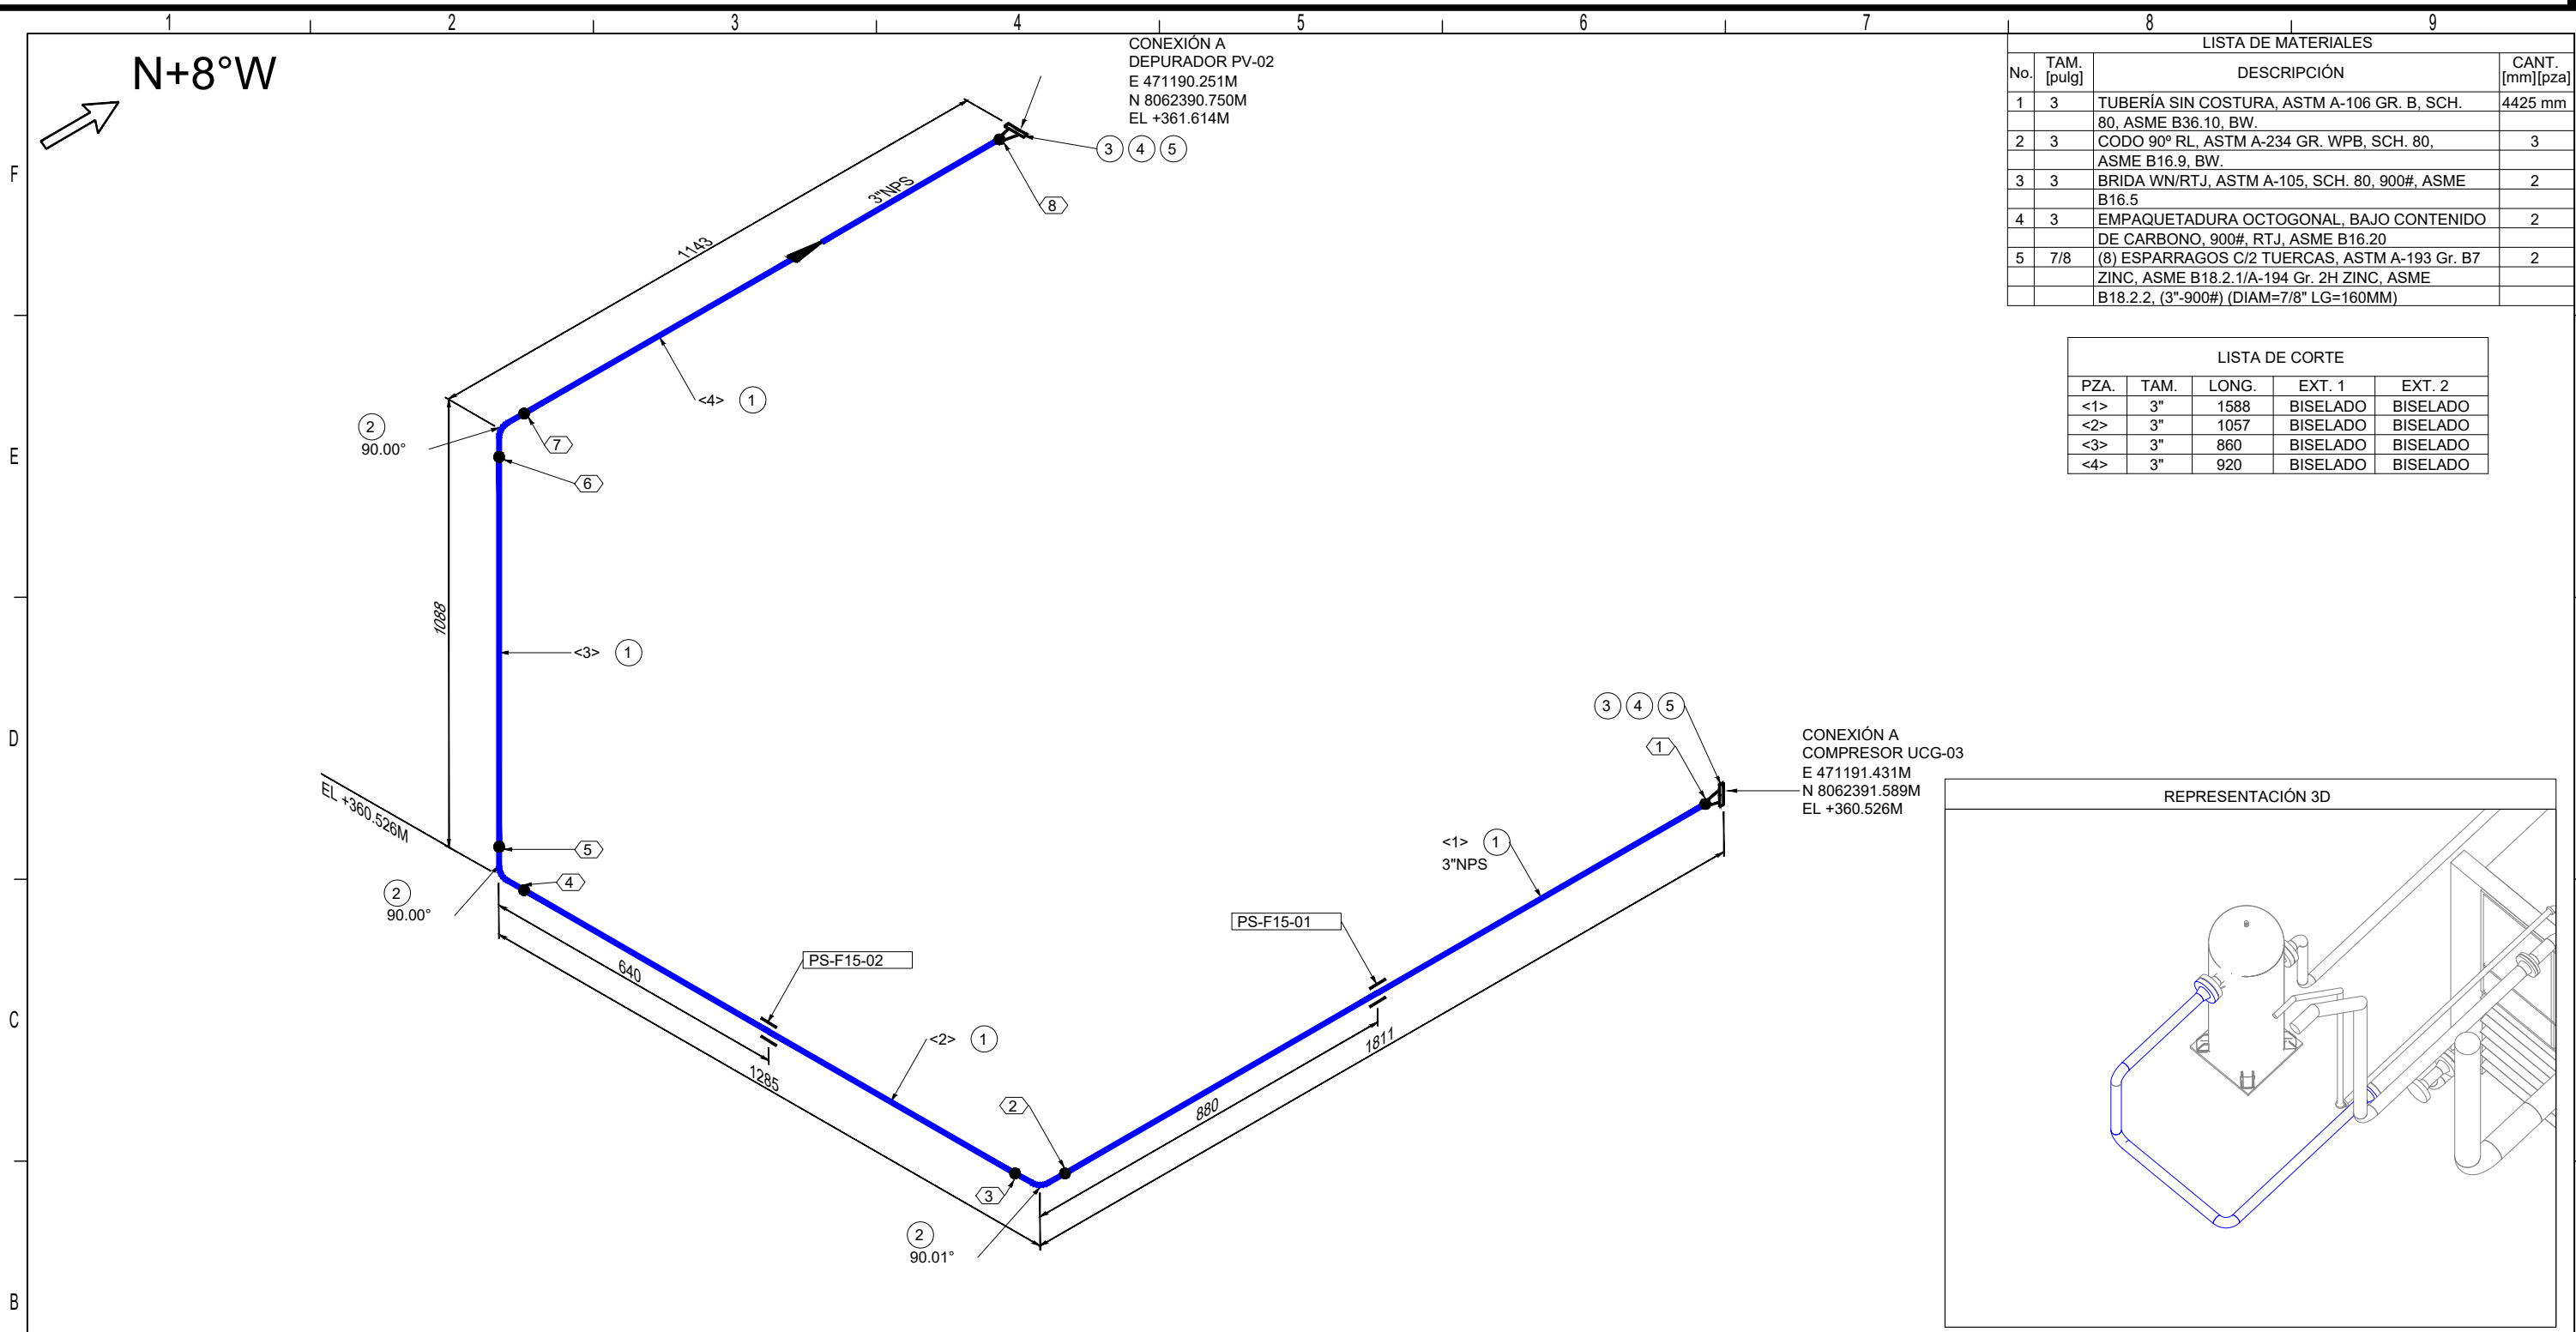 1 2 3 4 5 6 7 8 9
N+8°W
F
E
D
C
B
CONEXIÓN A
DEPURADOR PV-02
E 471190.251M
N 8062390.750M
EL +361.614M
3 4 5
8
3"NPS
1143
<4> 1
2
90.00°
7
6
1088
<3> 1
EL +360.526M
5
4
2
90.00°
640
PS-F15-02
1285
<2> 1
3
2
2
90.01°
880
1811
PS-F15-01
<1> 1
3"NPS
1
3 4 5
CONEXIÓN A
COMPRESOR UCG-03
E 471191.431M
N 8062391.589M
EL +360.526M
LISTA DE MATERIALES
No. TAM. [pulg] DESCRIPCIÓN CANT. [mm][pza]
1 3 TUBERÍA SIN COSTURA, ASTM A-106 GR. B, SCH. 4425 mm
80, ASME B36.10, BW.
2 3 CODO 90º RL, ASTM A-234 GR. WPB, SCH. 80, 3
ASME B16.9, BW.
3 3 BRIDA WN/RTJ, ASTM A-105, SCH. 80, 900#, ASME 2
B16.5
4 3 EMPAQUETADURA OCTOGONAL, BAJO CONTENIDO 2
DE CARBONO, 900#, RTJ, ASME B16.20
5 7/8 (8) ESPARRAGOS C/2 TUERCAS, ASTM A-193 Gr. B7 2
ZINC, ASME B18.2.1/A-194 Gr. 2H ZINC, ASME
B18.2.2, (3"-900#) (DIAM=7/8" LG=160MM)
LISTA DE CORTE
PZA. TAM. LONG. EXT. 1 EXT. 2
<1> 3" 1588 BISELADO BISELADO
<2> 3" 1057 BISELADO BISELADO
<3> 3" 860 BISELADO BISELADO
<4> 3" 920 BISELADO BISELADO
REPRESENTACIÓN 3D